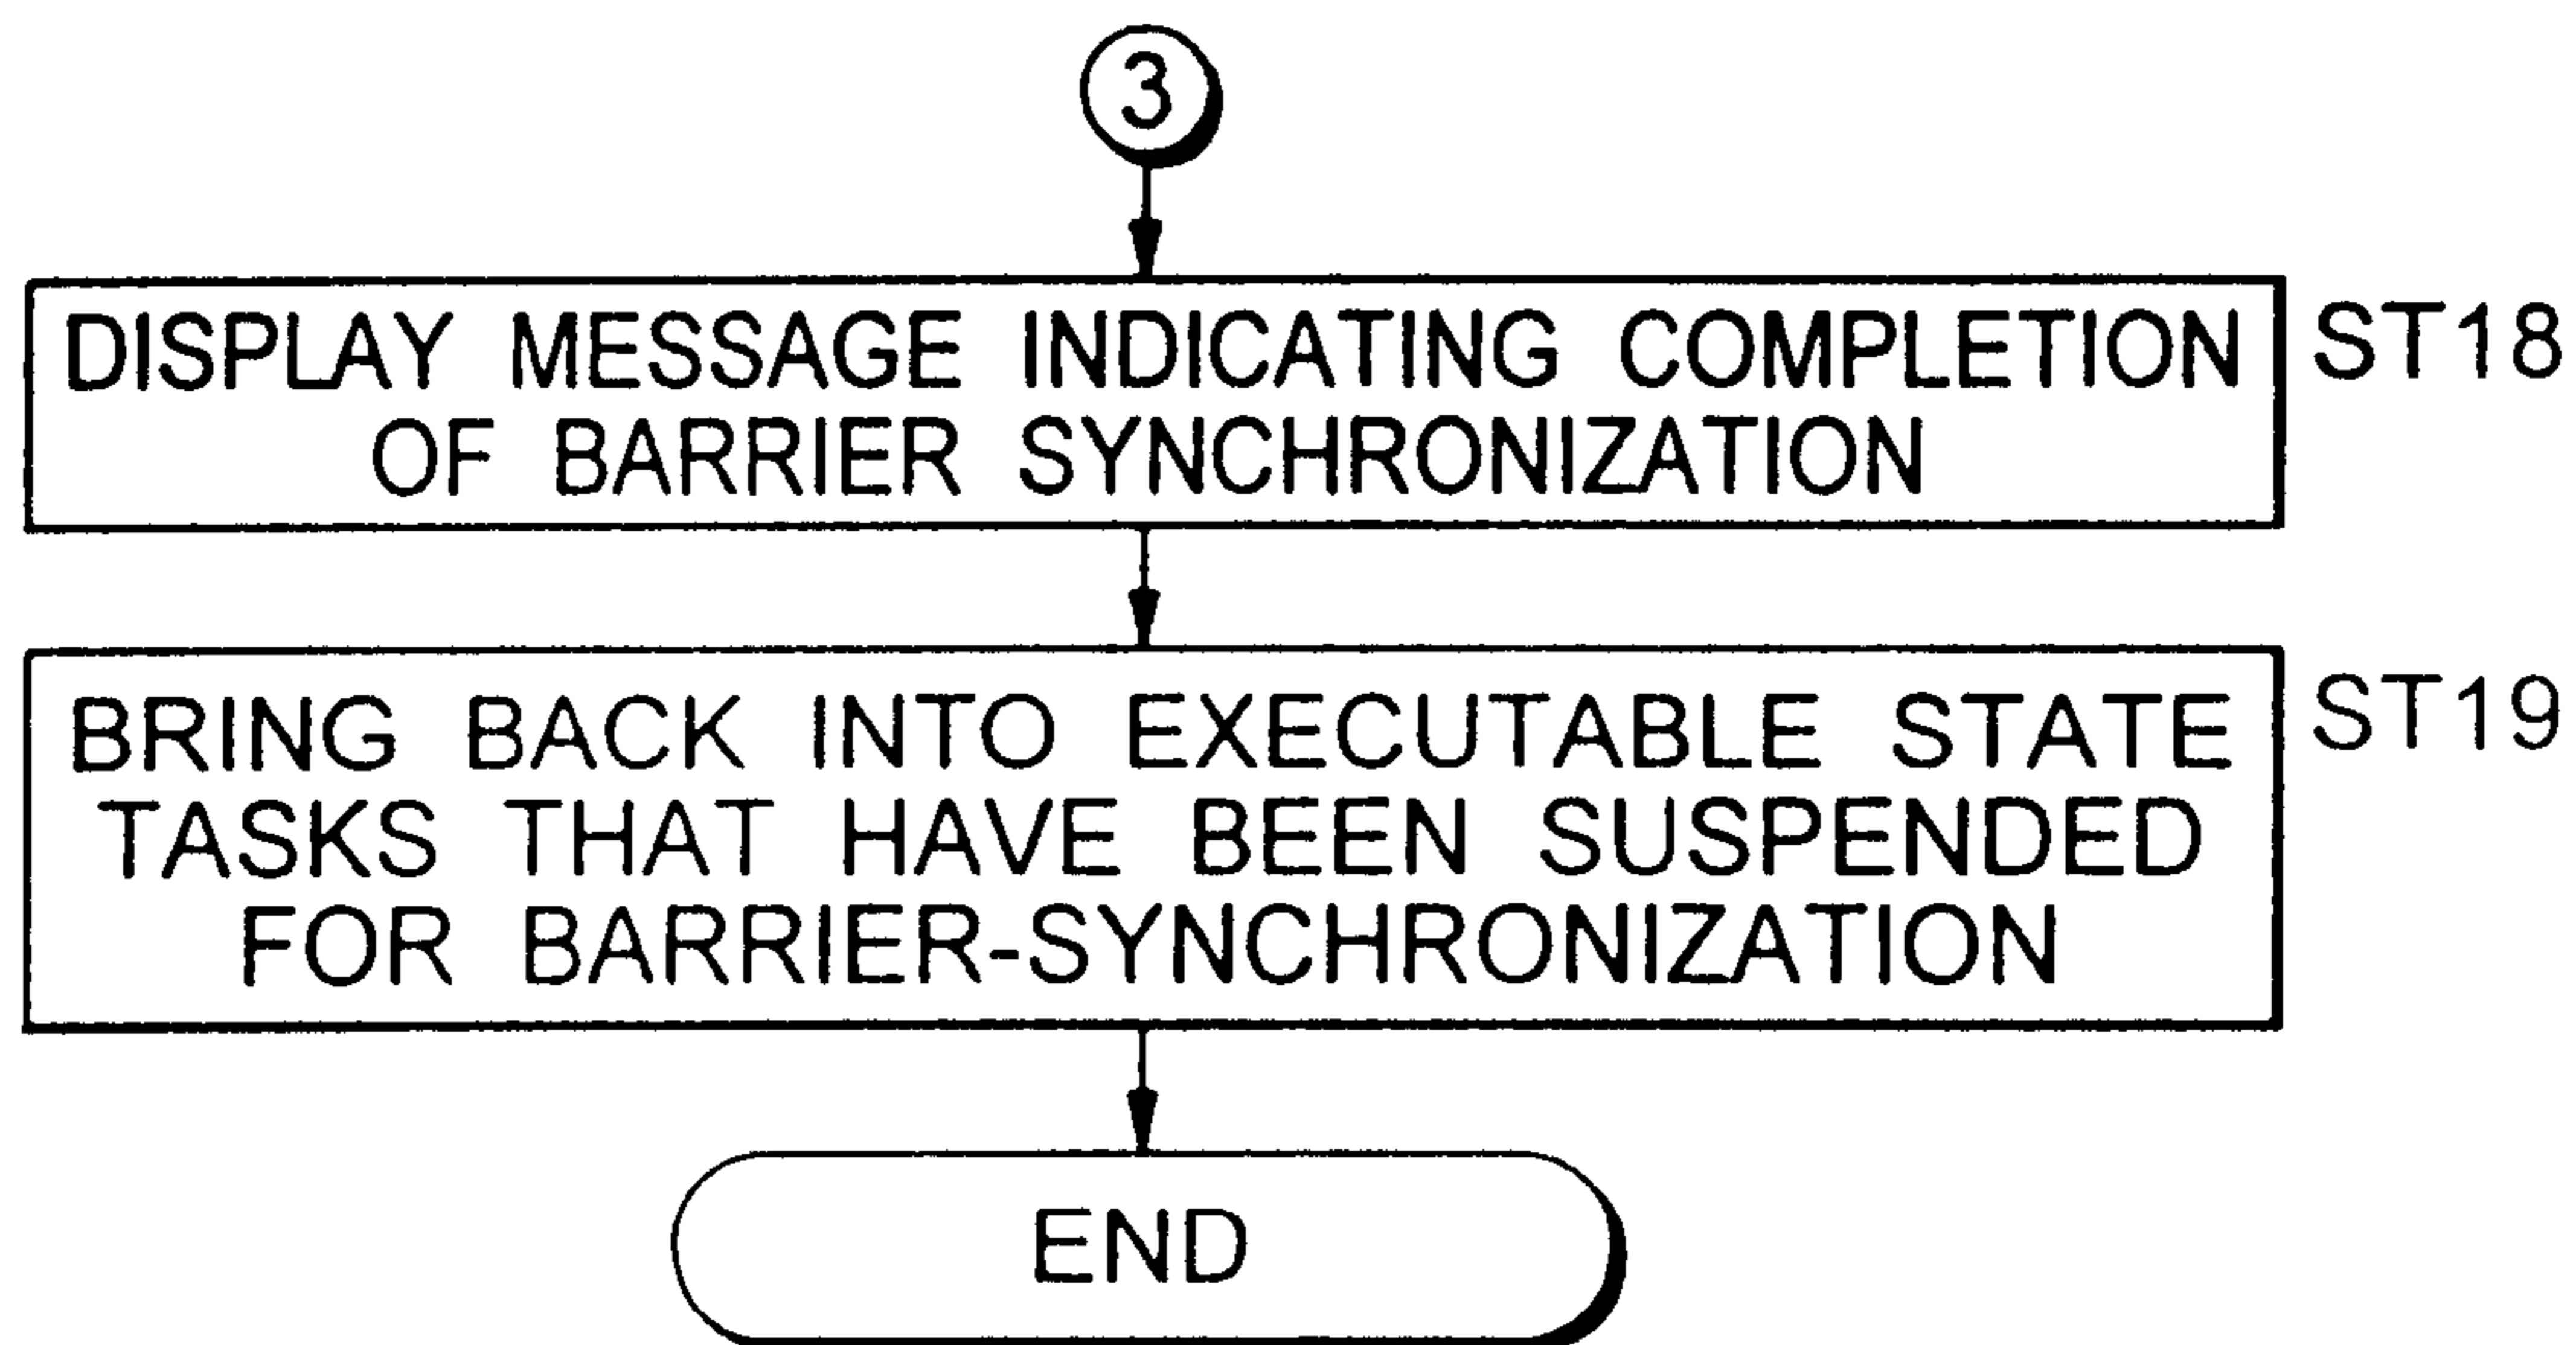 3
DISPLAY MESSAGE INDICATING COMPLETION
OF BARRIER SYNCHRONIZATION
ST18
BRING BACK INTO EXECUTABLE STATE
TASKS THAT HAVE BEEN SUSPENDED
FOR BARRIER-SYNCHRONIZATION
ST19
END